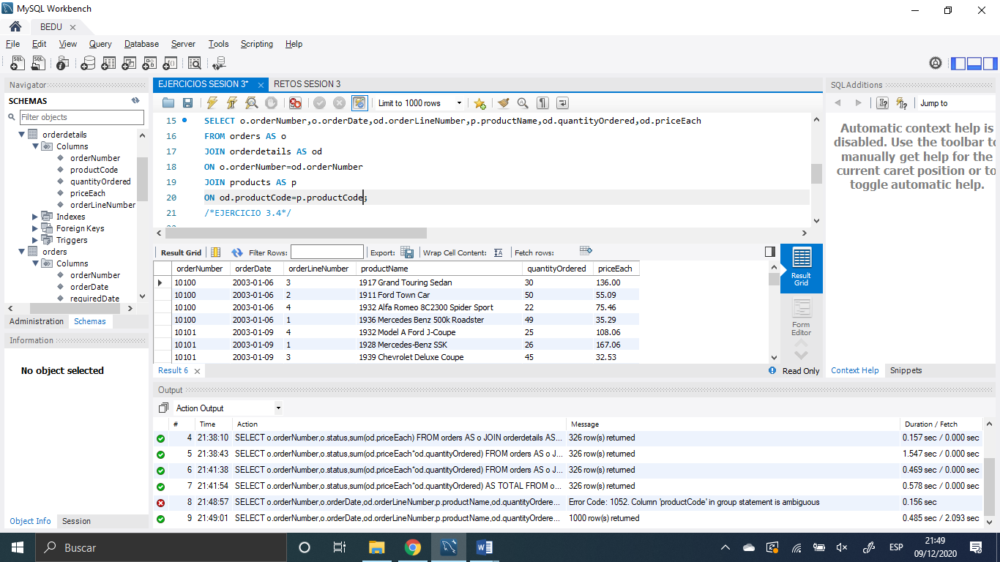 MySQL Workbench
BEDU
File Edit View Query Database Server Tools Scripting Help
Navigator
SCHEMAS
Filter objects
orderdetails
Columns
orderNumber
productCode
quantityOrdered
priceEach
orderLineNumber
Indexes
Foreign Keys
Triggers
orders
Columns
orderNumber
orderDate
requiredDate
Administration Schemas
Information
No object selected
Object Info Session
EJERCICIOS SESION 3* RETOS SESION 3
Limit to 1000 rows
15 SELECT o.orderNumber,o.orderDate,od.orderLineNumber,p.productName,od.quantityOrdered,od.priceEach
16 FROM orders AS o
17 JOIN orderdetails AS od
18 ON o.orderNumber=od.orderNumber
19 JOIN products AS p
20 ON od.productCode=p.productCode;
21 /*EJERCICIO 3.4*/
Result Grid Filter Rows: Export: Wrap Cell Content: Fetch rows:
orderNumber orderDate orderLineNumber productName quantityOrdered priceEach
10100 2003-01-06 3 1917 Grand Touring Sedan 30 136.00
10100 2003-01-06 2 1911 Ford Town Car 50 55.09
10100 2003-01-06 4 1932 Alfa Romeo 8C2300 Spider Sport 22 75.46
10100 2003-01-06 1 1936 Mercedes Benz 500k Roadster 49 35.29
10101 2003-01-09 4 1932 Model A Ford J-Coupe 25 108.06
10101 2003-01-09 1 1928 Mercedes-Benz SSK 26 167.06
10101 2003-01-09 3 1939 Chevrolet Deluxe Coupe 45 32.53
Result 6
Read Only
Result
Grid
Form
Editor
SQLAdditions
Jump to
Automatic context help is
disabled. Use the toolbar to
manually get help for the
current caret position or to
toggle automatic help.
Context Help Snippets
Output
Action Output
# Time Action Message Duration / Fetch
4 21:38:10 SELECT o.orderNumber,o.status,sum(od.priceEach) FROM orders AS o JOIN orderdetails AS... 326 row(s) returned 0.157 sec / 0.000 sec
5 21:38:43 SELECT o.orderNumber,o.status,sum(od.priceEach*od.quantityOrdered) FROM orders AS o J... 326 row(s) returned 1.547 sec / 0.000 sec
6 21:41:38 SELECT o.orderNumber,o.status,sum(od.priceEach*od.quantityOrdered) FROM orders AS o J... 326 row(s) returned 0.469 sec / 0.000 sec
7 21:41:54 SELECT o.orderNumber,o.status,sum(od.priceEach*od.quantityOrdered) AS TOTAL FROM o... 326 row(s) returned 0.578 sec / 0.000 sec
8 21:48:57 SELECT o.orderNumber,o.orderDate,od.orderLineNumber,p.productName,od.quantityOrdere... Error Code: 1052. Column 'productCode' in group statement is ambiguous 0.156 sec
9 21:49:01 SELECT o.orderNumber,o.orderDate,od.orderLineNumber,p.productName,od.quantityOrdere... 1000 row(s) returned 0.485 sec / 2.093 sec
Buscar
ESP
21:49
09/12/2020